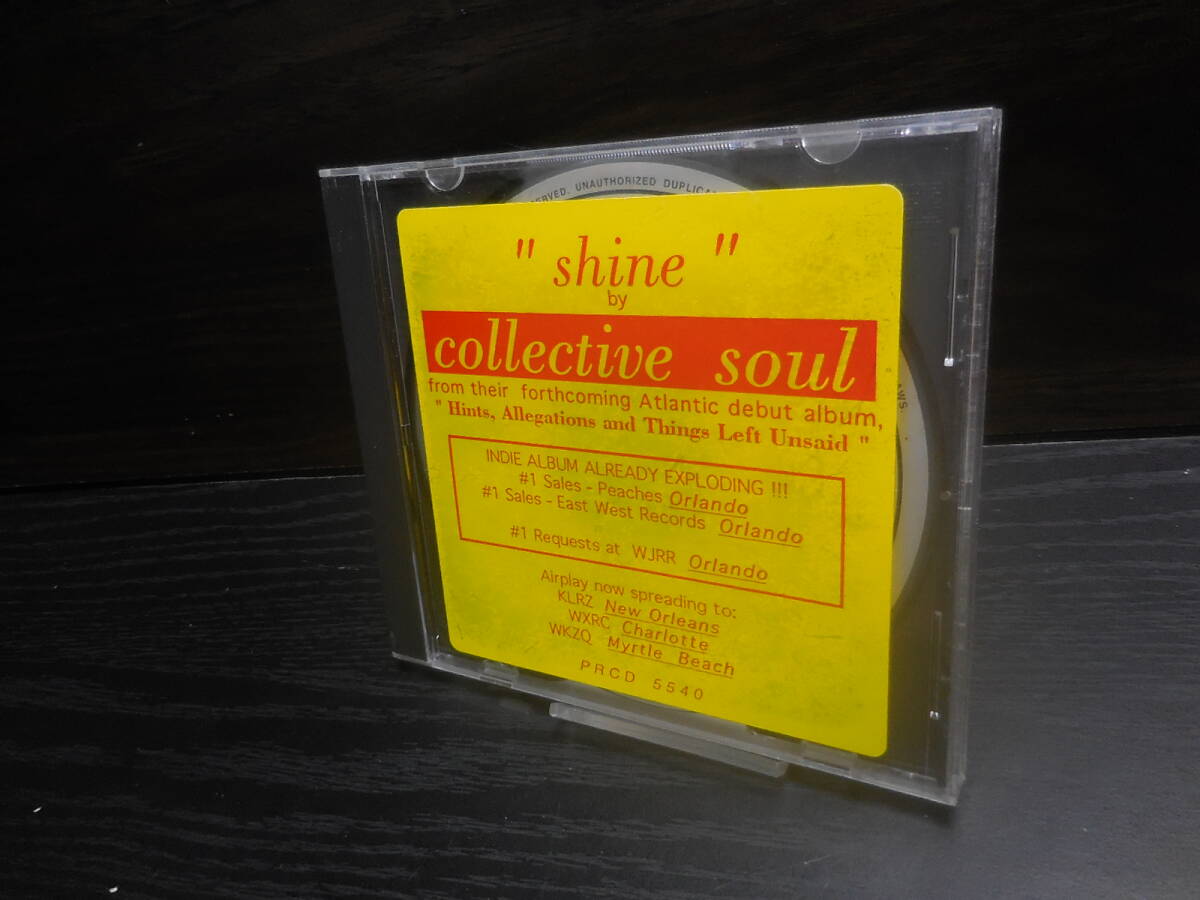 ERVED. UNAUTHORIZED DUPLICA
" shine "
by
collective soul
from their forthcoming Atlantic debut album,
" Hints, Allegations and Things Left Unsaid "
INDIE ALBUM ALREADY EXPLODING !!!
#1 Sales - Peaches Orlando
#1 Sales - East West Records Orlando
#1 Requests at WJRR Orlando
Airplay now spreading to:
KLRZ New Orleans
WXRC Charlotte
WKZQ Myrtle Beach
PRCD 5540
AWS